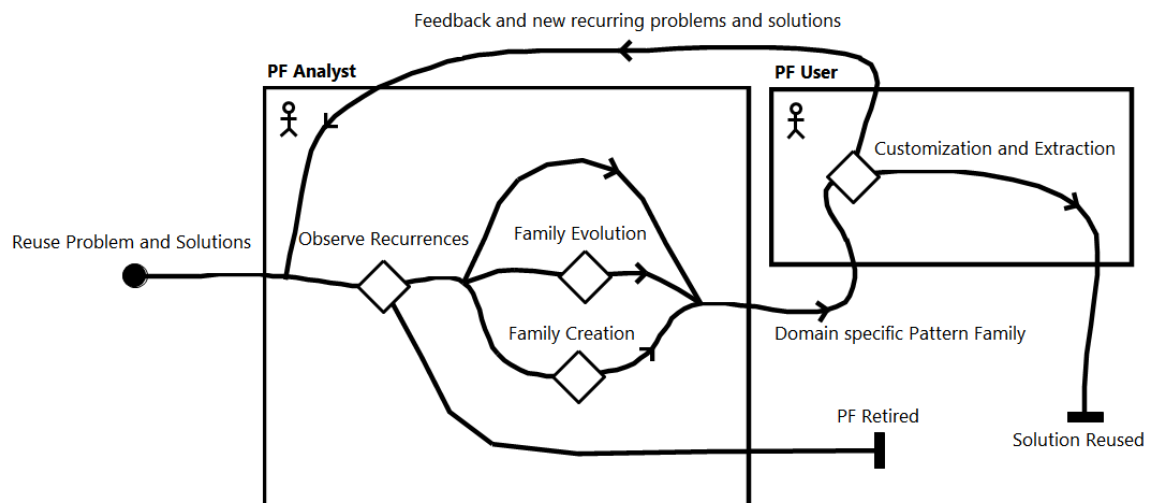 Feedback and new recurring problems and solutions
PF Analyst
PF User
Customization and Extraction
Reuse Problem and Solutions
Observe Recurrences
Family Evolution
Family Creation
Domain specific Pattern Family
PF Retired
Solution Reused